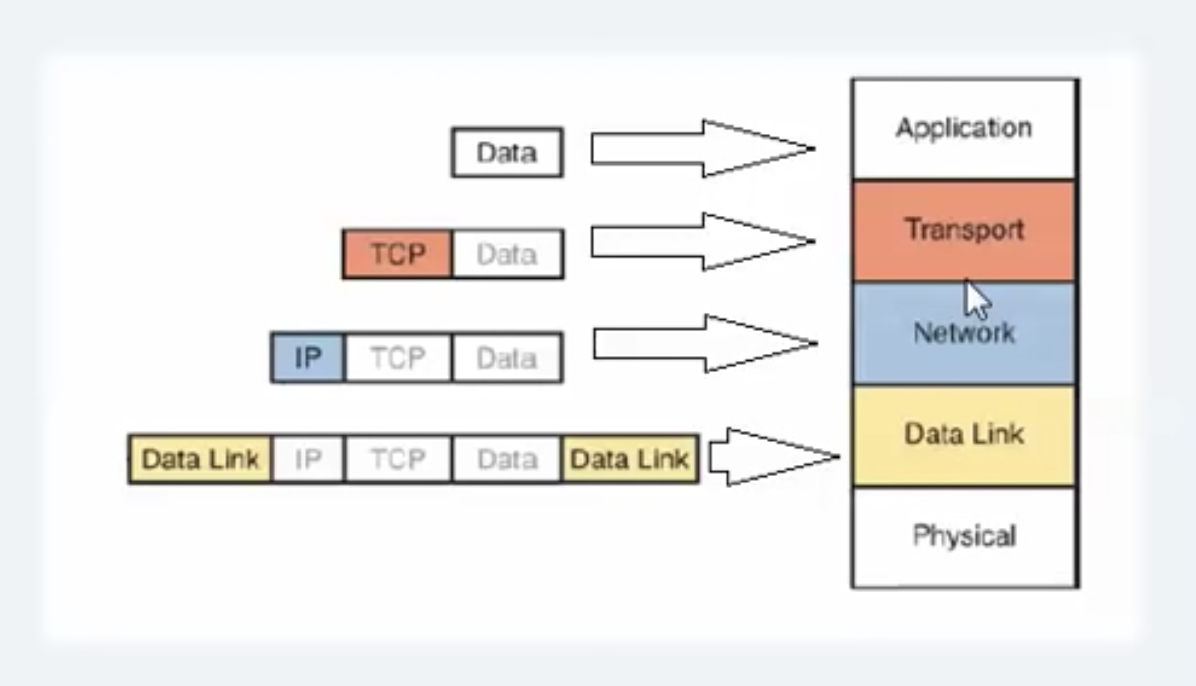 Application
Data
Transport
TCP Data
Network
IP TCP Data
Data Link
Data Link IP TCP Data Data Link
Physical